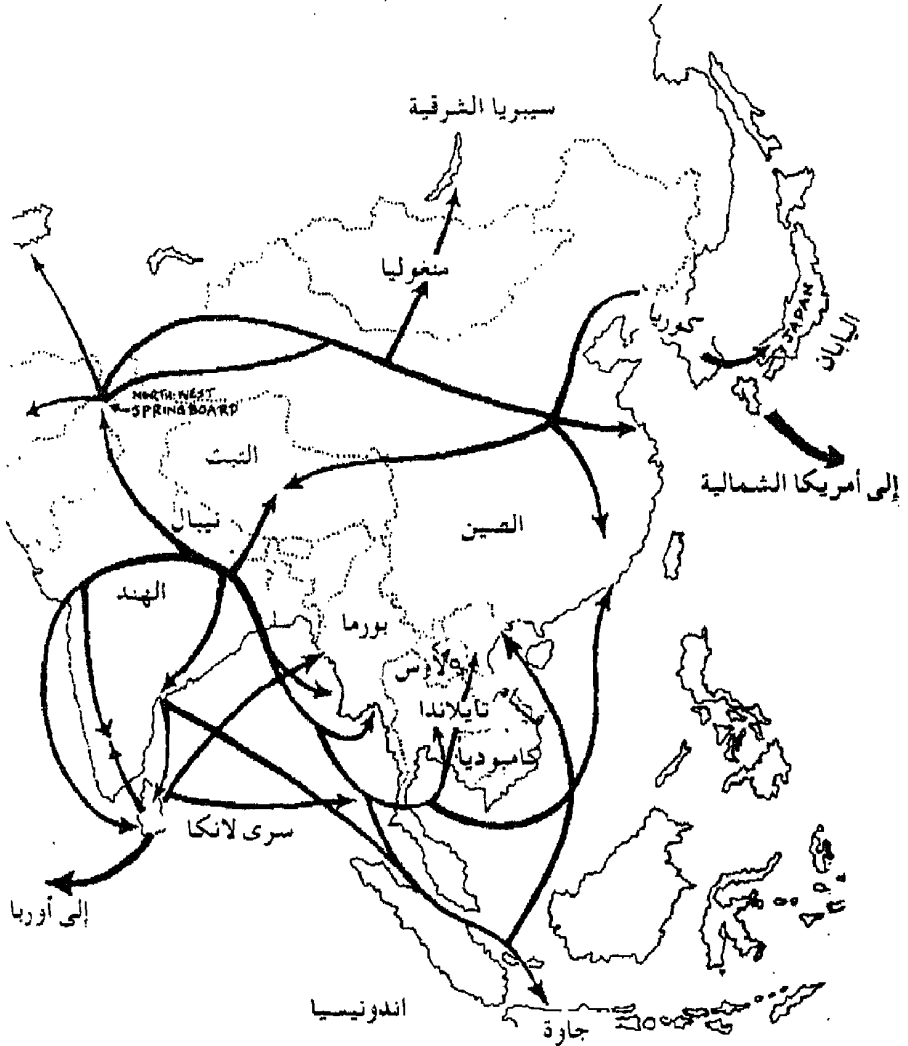 سيبريا الشرقية
منغوليا
كوريا
JAPAN
اليابان
NORTH-WEST
SPRINGBOARD
التبت
إلى أمريكا الشمالية
نيبال
الصين
الهند
بورما
لاوس
تايلاندا
كامبوديا
سرى لانكا
إلى أوربا
اندونيسيا
جاوة